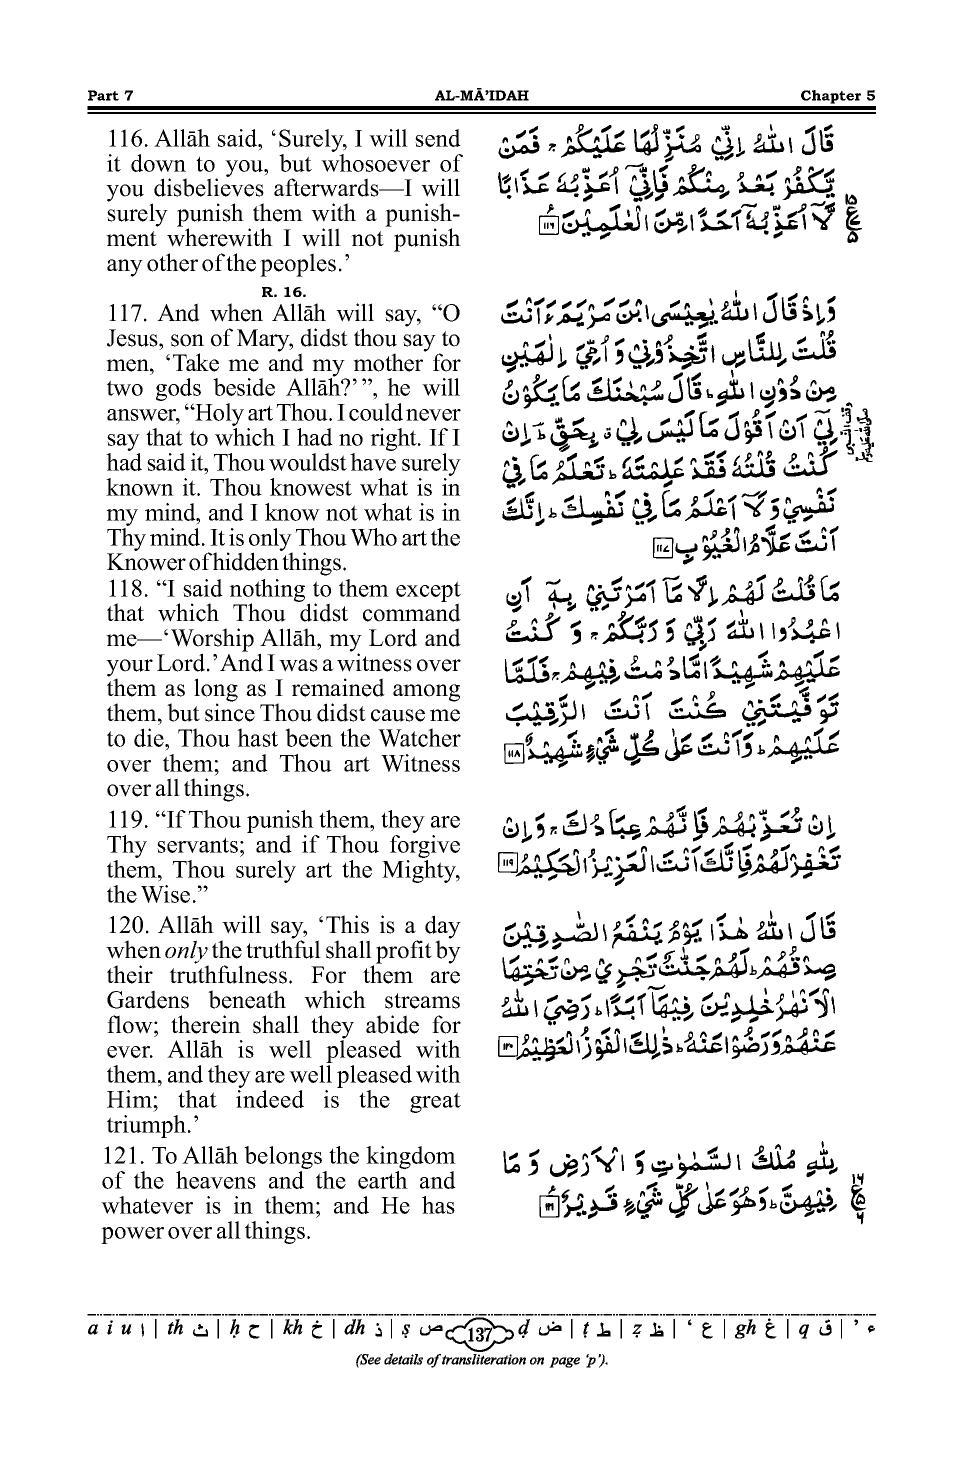 Part 7
AL-MĀ’IDAH
Chapter 5
116. Allāh said, ‘Surely, I will send
it down to you, but whosoever of
you disbelieves afterwards—I will
surely punish them with a punish-
ment wherewith I will not punish
any other of the peoples.’
R. 16.
117. And when Allāh will say, “O
Jesus, son of Mary, didst thou say to
men, ‘Take me and my mother for
two gods beside Allāh?’”, he will
answer, “Holy art Thou. I could never
say that to which I had no right. If I
had said it, Thou wouldst have surely
known it. Thou knowest what is in
my mind, and I know not what is in
Thy mind. It is only Thou Who art the
Knower of hidden things.
118. “I said nothing to them except
that which Thou didst command
me—‘Worship Allāh, my Lord and
your Lord.’ And I was a witness over
them as long as I remained among
them, but since Thou didst cause me
to die, Thou hast been the Watcher
over them; and Thou art Witness
over all things.
119. “If Thou punish them, they are
Thy servants; and if Thou forgive
them, Thou surely art the Mighty,
the Wise.”
120. Allāh will say, ‘This is a day
when only the truthful shall profit by
their truthfulness. For them are
Gardens beneath which streams
flow; therein shall they abide for
ever. Allāh is well pleased with
them, and they are well pleased with
Him; that indeed is the great
triumph.’
121. To Allāh belongs the kingdom
of the heavens and the earth and
whatever is in them; and He has
power over all things.
قَالَ اللّٰهُ اِنِّيْ مُنَزِّلُهَا عَلَيْكُمْ ۚ فَمَنْ
يَّكْفُرْ بَعْدُ مِنْكُمْ فَاِنِّيْۤ اُعَذِّبُهٗ عَذَابًا
لَّاۤ اُعَذِّبُهٗۤ اَحَدًا مِّنَ الْعٰلَمِيْنَ ١١٦
وَاِذْ قَالَ اللّٰهُ يٰعِيْسَى ابْنَ مَرْيَمَ ءَاَنْتَ
قُلْتَ لِلنَّاسِ اتَّخِذُوْنِيْ وَاُمِّيَ اِلٰهَيْنِ
مِنْ دُوْنِ اللّٰهِ ؕ قَالَ سُبْحٰنَكَ مَا يَكُوْنُ
لِيْۤ اَنْ اَقُوْلَ مَا لَيْسَ لِيْ ٭ بِحَقٍّ ؕ اِنْ
كُنْتُ قُلْتُهٗ فَقَدْ عَلِمْتَهٗ ؕ تَعْلَمُ مَا فِيْ
نَفْسِيْ وَلَاۤ اَعْلَمُ مَا فِيْ نَفْسِكَ ؕ اِنَّكَ
اَنْتَ عَلَّامُ الْغُيُوْبِ ١١٧
مَا قُلْتُ لَهُمْ اِلَّا مَاۤ اَمَرْتَنِيْ بِهٖۤ اَنِ
اعْبُدُوا اللّٰهَ رَبِّيْ وَ رَبَّكُمْ ۚ وَ كُنْتُ
عَلَيْهِمْ شَهِيْدًا مَّا دُمْتُ فِيْهِمْ ۚ فَلَمَّا
تَوَفَّيْتَنِيْ كُنْتَ اَنْتَ الرَّقِيْبَ
عَلَيْهِمْ ؕ وَاَنْتَ عَلٰى كُلِّ شَيْءٍ شَهِيْدٌ ١١٨
اِنْ تُعَذِّبْهُمْ فَاِنَّهُمْ عِبَادُكَ ۚ وَاِنْ
تَغْفِرْ لَهُمْ فَاِنَّكَ اَنْتَ الْعَزِيْزُ الْحَكِيْمُ ١١٩
قَالَ اللّٰهُ هٰذَا يَوْمُ يَنْفَعُ الصّٰدِقِيْنَ
صِدْقُهُمْ ؕ لَهُمْ جَنّٰتٌ تَجْرِيْ مِنْ تَحْتِهَا
الْاَنْهٰرُ خٰلِدِيْنَ فِيْهَاۤ اَبَدًا ؕ رَضِيَ اللّٰهُ
عَنْهُمْ وَرَضُوْا عَنْهُ ؕ ذٰلِكَ الْفَوْزُ الْعَظِيْمُ ١٢٠
لِلّٰهِ مُلْكُ السَّمٰوٰتِ وَ الْاَرْضِ وَ مَا
فِيْهِنَّ ؕ وَهُوَ عَلٰى كُلِّ شَيْءٍ قَدِيْرٌ ١٢١
a i u ا | th ث | ḥ ح | kh خ | dh ذ | ṣ ص 137 ḍ ض | ṭ ط | ẓ ظ | ‘ ع | gh غ | q ق | ’ ء
(See details of transliteration on page ‘p’).